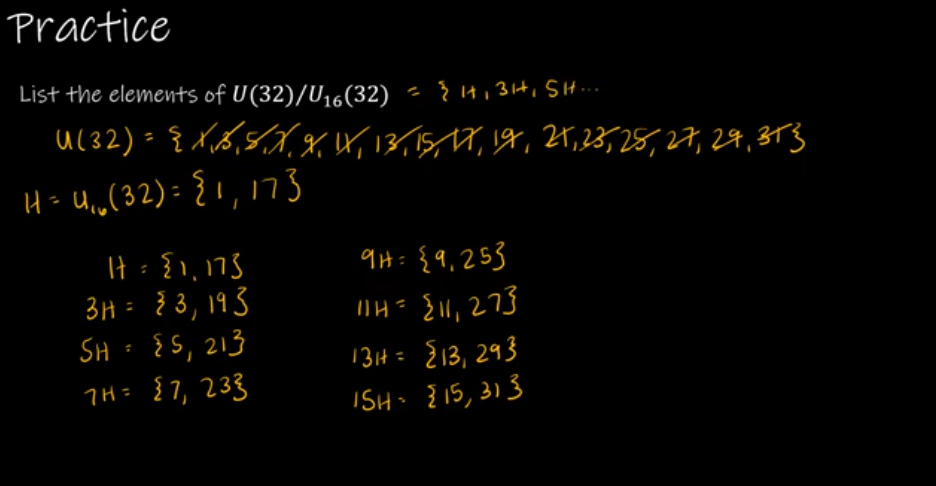 Practice
List the elements of U(32)/U₁₆(32) = {H, 3H, 5H...
U(32) = {1, 3, 5, 7, 9, 11, 13, 15, 17, 19, 21, 23, 25, 27, 29, 31}
H = U₁₆(32) = {1, 17}
H = {1, 17}
3H = {3, 19}
5H = {5, 21}
7H = {7, 23}
9H = {9, 25}
11H = {11, 27}
13H = {13, 29}
15H = {15, 31}